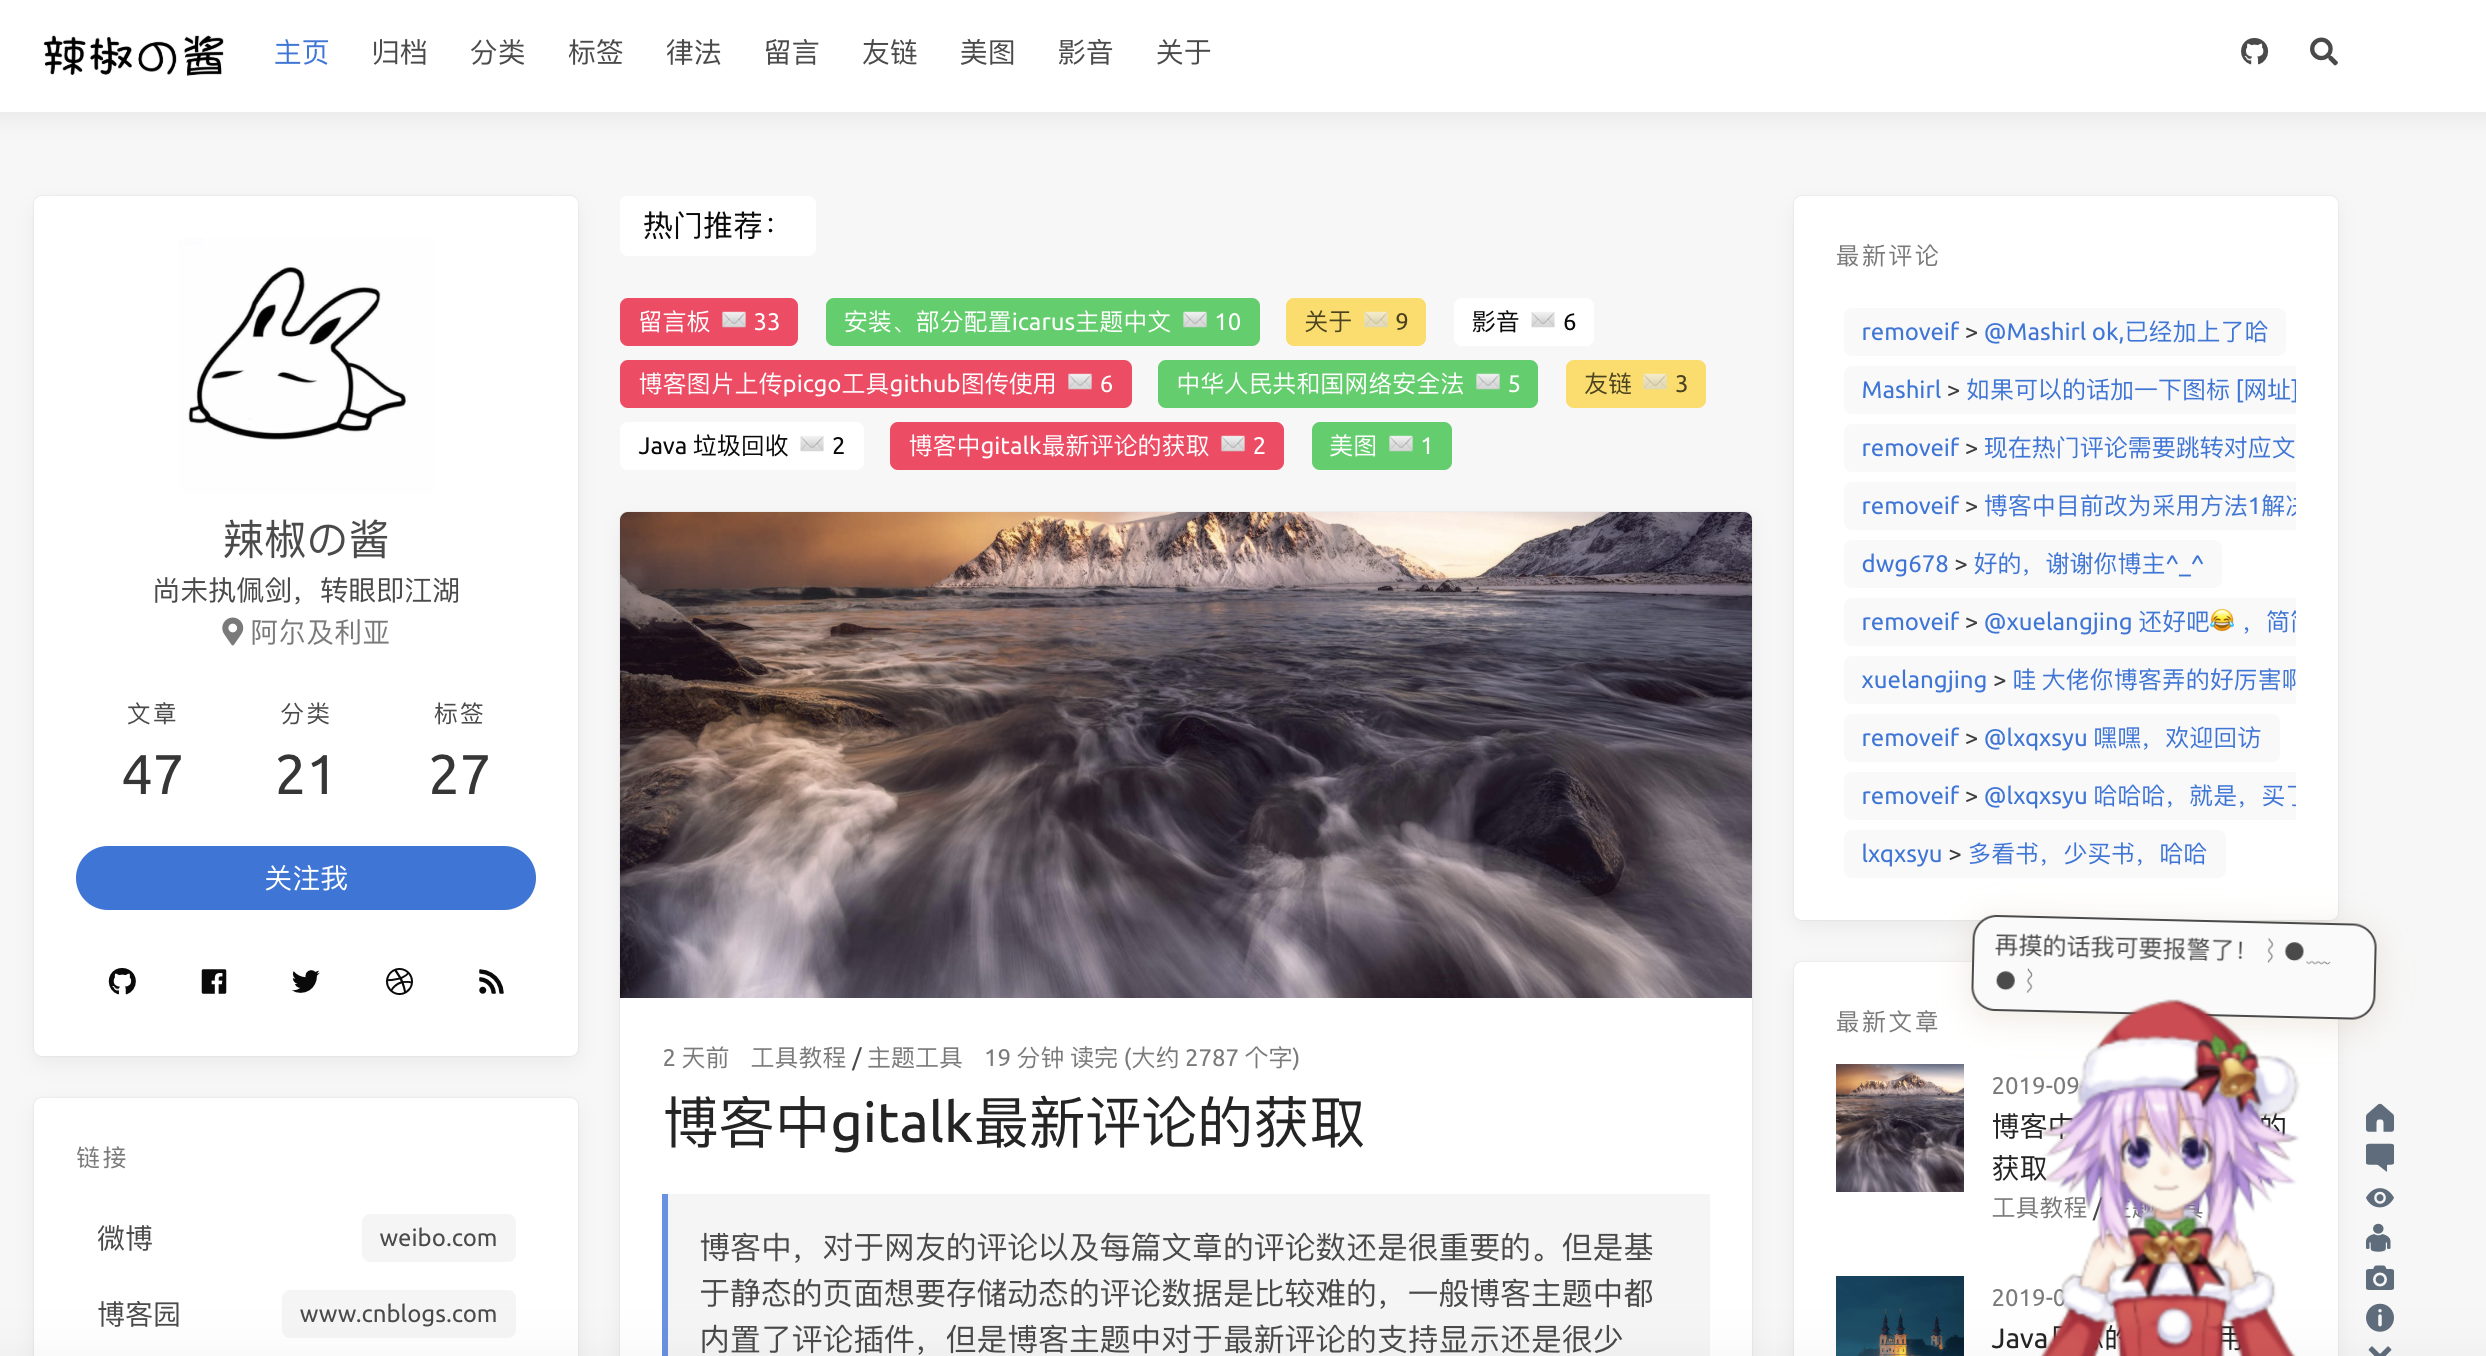 辣椒の酱 主页 归档 分类 标签 律法 留言 友链 美图 影音 关于
辣椒の酱
尚未执佩剑，转眼即江湖
阿尔及利亚
文章 分类 标签
47 21 27
关注我
链接
微博 weibo.com
博客园 www.cnblogs.com
热门推荐：
留言板 33 安装、部分配置icarus主题中文 10 关于 9 影音 6
博客图片上传picgo工具github图传使用 6 中华人民共和国网络安全法 5 友链 3
Java 垃圾回收 2 博客中gitalk最新评论的获取 2 美图 1
2 天前 工具教程 / 主题工具 19 分钟 读完 (大约 2787 个字)
博客中gitalk最新评论的获取
博客中，对于网友的评论以及每篇文章的评论数还是很重要的。但是基
于静态的页面想要存储动态的评论数据是比较难的，一般博客主题中都
内置了评论插件，但是博客主题中对于最新评论的支持显示还是很少
最新评论
removeif > @Mashirl ok,已经加上了哈
Mashirl > 如果可以的话加一下图标 [网址]
removeif > 现在热门评论需要跳转对应文
removeif > 博客中目前改为采用方法1解决
dwg678 > 好的，谢谢你博主^_^
removeif > @xuelangjing 还好吧😂 ，简
xuelangjing > 哇 大佬你博客弄的好厉害啊
removeif > @lxqxsyu 嘿嘿，欢迎回访
removeif > @lxqxsyu 哈哈哈，就是，买了
lxqxsyu > 多看书，少买书，哈哈
再摸的话我可要报警了！⌇●﹏
●⌇
最新文章
2019-09
博客中 的
获取
工具教程 /
2019-0
Java 的 用